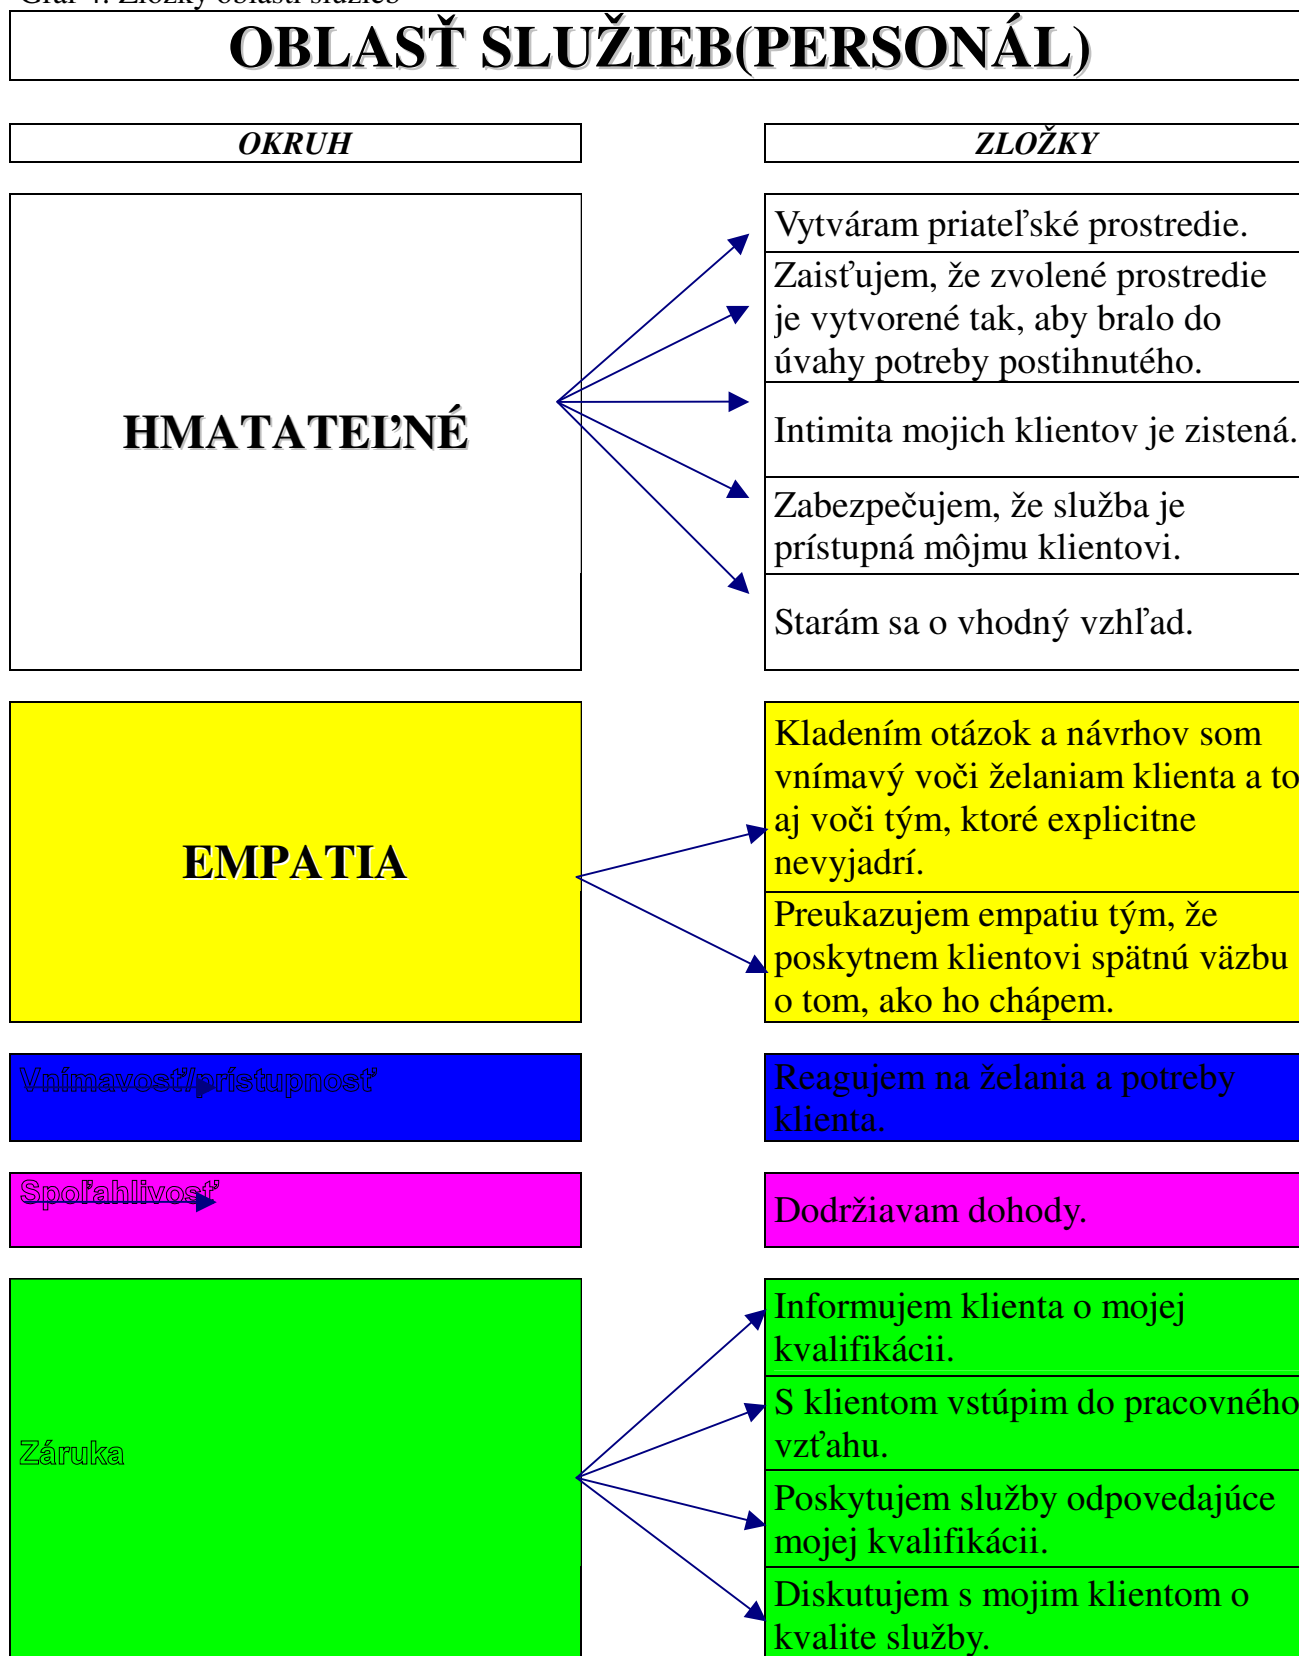 Graf 4: Zložky oblasti služieb
OBLASŤ SLUŽIEB(PERSONÁL)
OKRUH
ZLOŽKY
HMATATEĽNÉ
Vytváram priateľské prostredie.
Zaisťujem, že zvolené prostredie
je vytvorené tak, aby bralo do
úvahy potreby postihnutého.
Intimita mojich klientov je zistená.
Zabezpečujem, že služba je
prístupná môjmu klientovi.
Starám sa o vhodný vzhľad.
EMPATIA
Kladením otázok a návrhov som
vnímavý voči želaniam klienta a to
aj voči tým, ktoré explicitne
nevyjadrí.
Preukazujem empatiu tým, že
poskytnem klientovi spätnú väzbu
o tom, ako ho chápem.
Vnímavosť/prístupnosť
Reagujem na želania a potreby
klienta.
Spoľahlivosť
Dodržiavam dohody.
Záruka
Informujem klienta o mojej
kvalifikácii.
S klientom vstúpim do pracovného
vzťahu.
Poskytujem služby odpovedajúce
mojej kvalifikácii.
Diskutujem s mojim klientom o
kvalite služby.